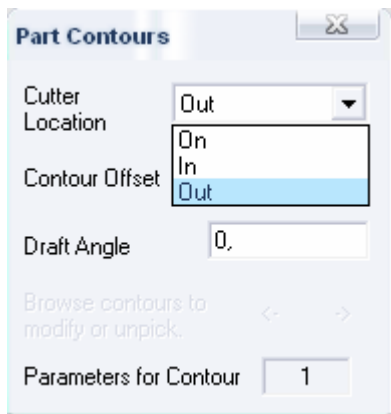 Part Contours
Cutter
Location
Out
On
In
Out
Contour Offset
Draft Angle
0,
Browse contours to
modify or unpick.
<- ->
Parameters for Contour 1